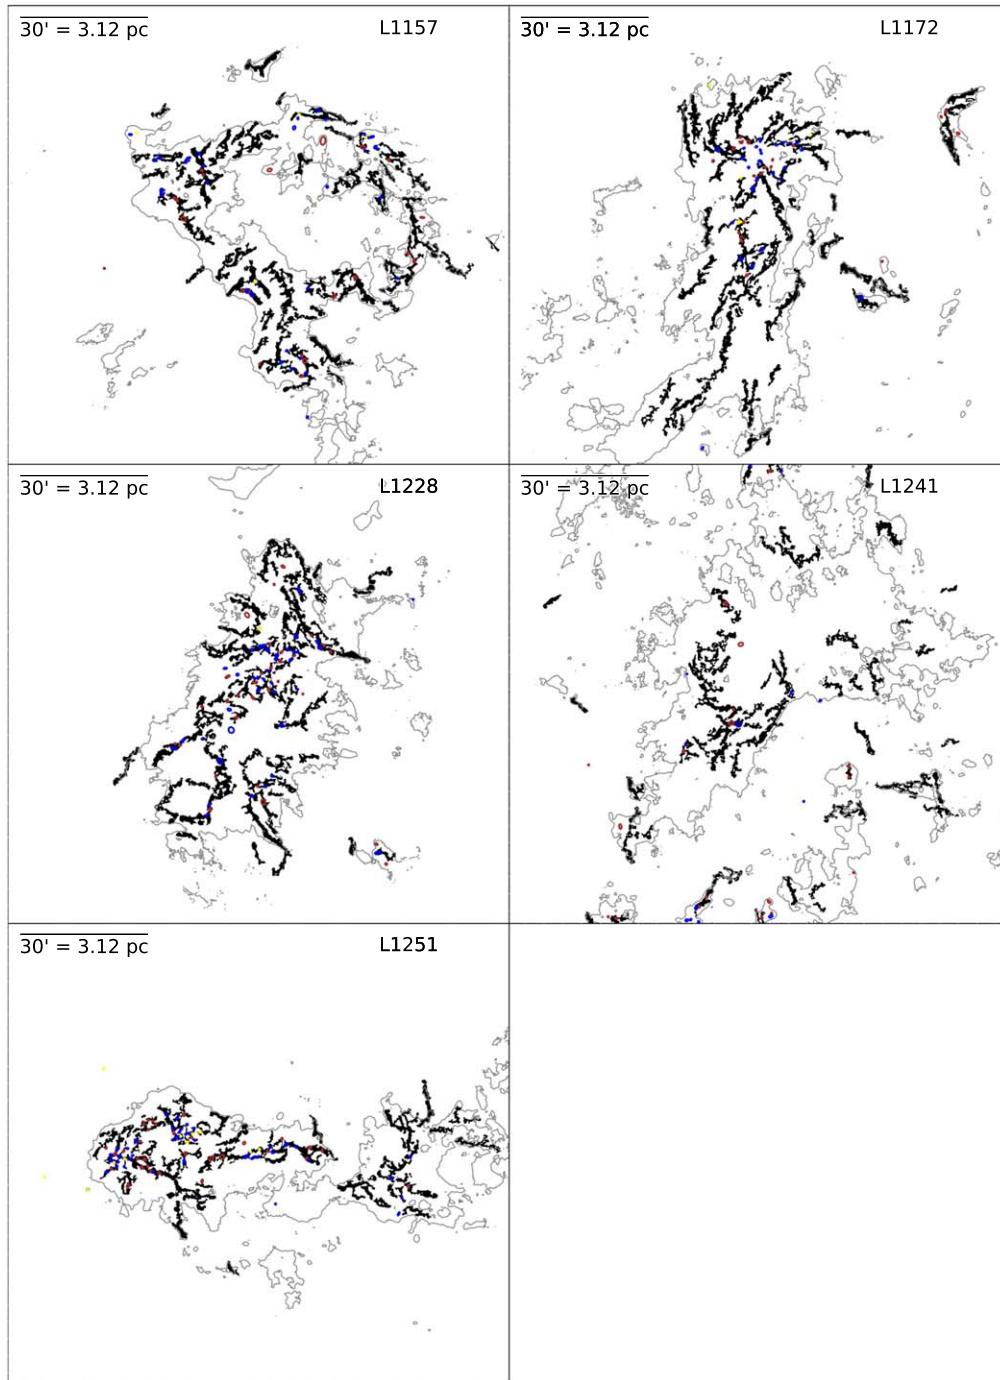 30' = 3.12 pc L1157
30' = 3.12 pc L1172
30' = 3.12 pc L1228
30' = 3.12 pc L1241
30' = 3.12 pc L1251